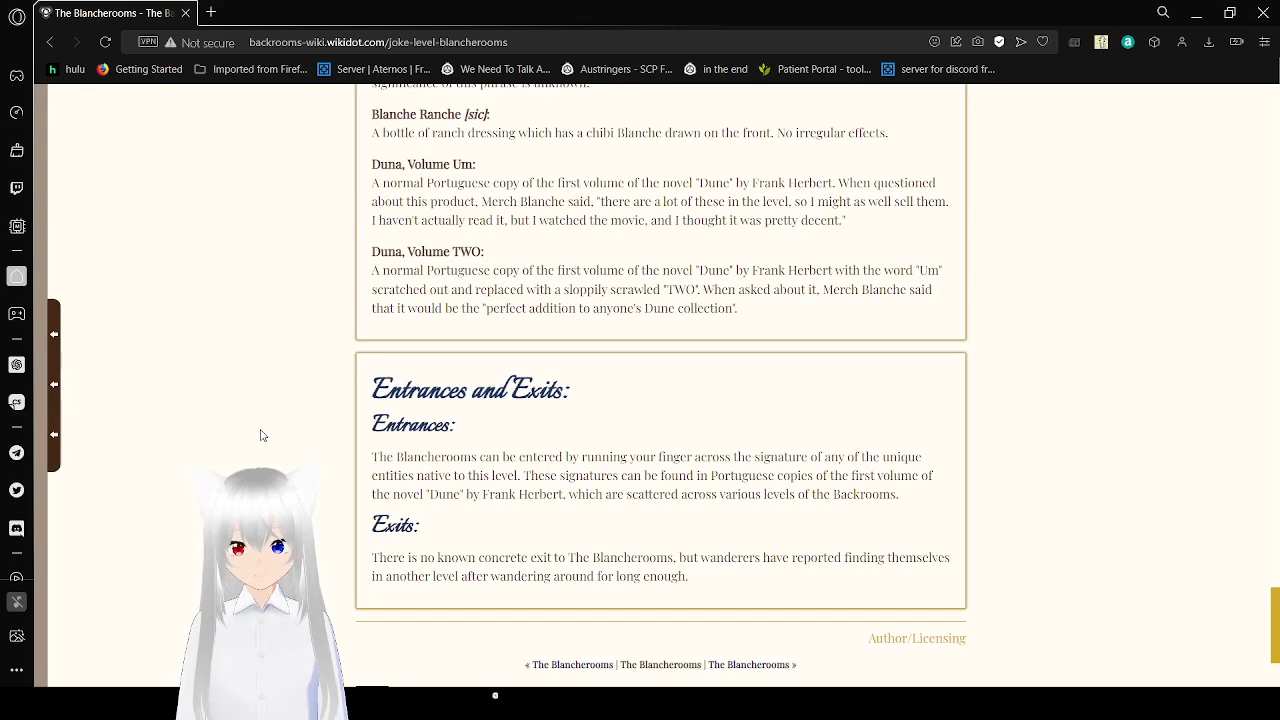 The Blancherooms - Ba
VPN
Not secure
backrooms-wiki.wikidot.com/joke-level-blancherooms
hulu
Getting Started
Imported from Firef...
Server | Aternos | Fr...
We Need To Talk A...
Austringers - SCP F...
in the end
Patient Portal - tool...
server for discord fr...
significance of this phrase is unknown.
Blanche Ranche [sic]:
A bottle of ranch dressing which has a chibi Blanche drawn on the front. No irregular effects.
Duna, Volume Um:
A normal Portuguese copy of the first volume of the novel "Dune" by Frank Herbert. When questioned
about this product, Merch Blanche said, "there are a lot of these in the level, so I might as well sell them.
I haven't actually read it, but I watched the movie, and I thought it was pretty decent."
Duna, Volume TWO:
A normal Portuguese copy of the first volume of the novel "Dune" by Frank Herbert with the word "Um"
scratched out and replaced with a sloppily scrawled "TWO". When asked about it, Merch Blanche said
that it would be the "perfect addition to anyone's Dune collection".
Entrances and Exits:
Entrances:
The Blancherooms can be entered by running your finger across the signature of any of the unique
entities native to this level. These signatures can be found in Portuguese copies of the first volume of
the novel "Dune" by Frank Herbert, which are scattered across various levels of the Backrooms.
Exits:
There is no known concrete exit to The Blancherooms, but wanderers have reported finding themselves
in another level after wandering around for long enough.
Author/Licensing
« The Blancherooms | The Blancherooms | The Blancherooms »